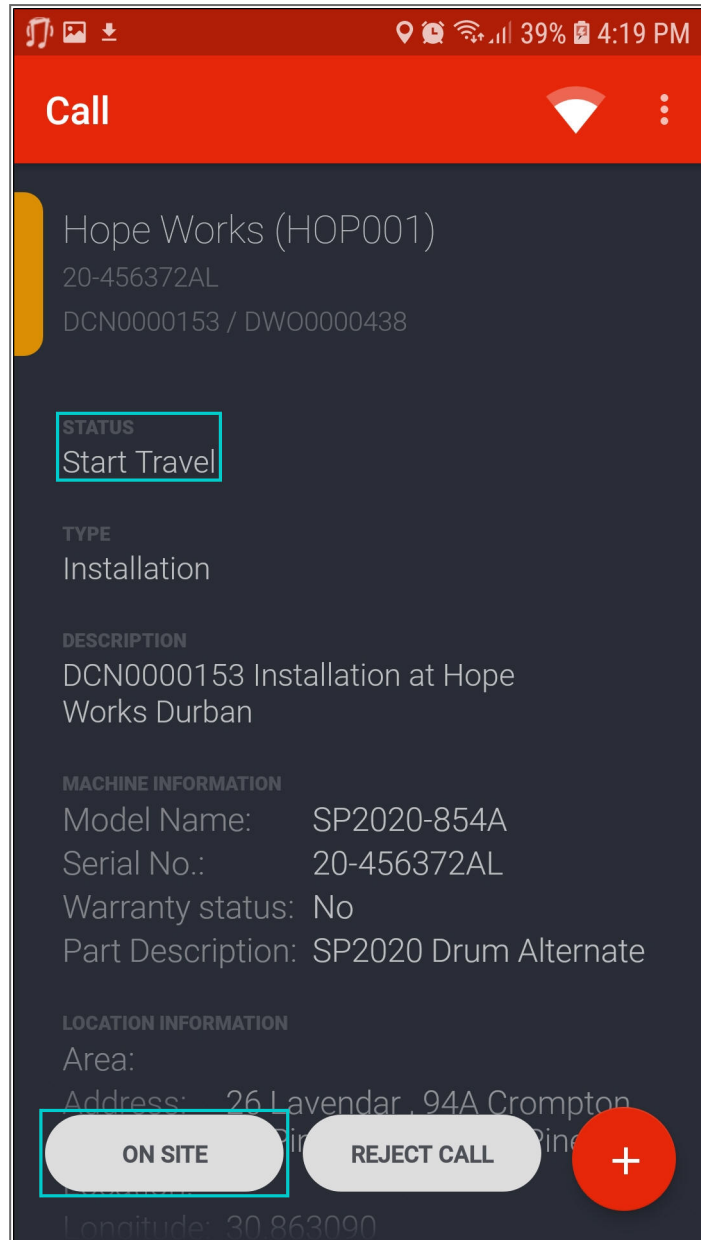 39% 4:19 PM
Call
Hope Works (HOP001)
20-456372AL
DCN0000153 / DWO0000438
STATUS
Start Travel
TYPE
Installation
DESCRIPTION
DCN0000153 Installation at Hope
Works Durban
MACHINE INFORMATION
Model Name: SP2020-854A
Serial No.: 20-456372AL
Warranty status: No
Part Description: SP2020 Drum Alternate
LOCATION INFORMATION
Area:
Address: 26 Lavendar , 94A Crompton
ON SITE REJECT CALL +
Longitude: 30.863090